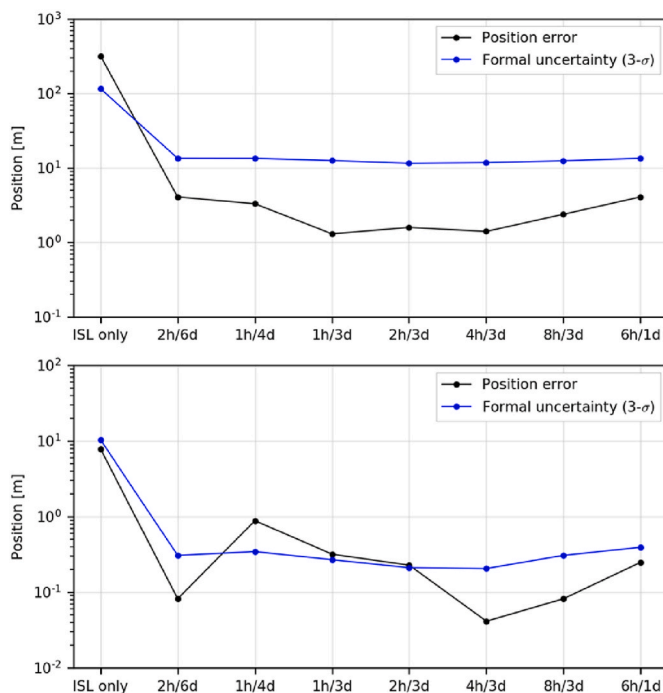 10³
10²
10¹
10⁰
10⁻¹
Position [m]
Position error
Formal uncertainty (3-σ)
ISL only 2h/6d 1h/4d 1h/3d 2h/3d 4h/3d 8h/3d 6h/1d
10²
10¹
10⁰
10⁻¹
10⁻²
Position [m]
Position error
Formal uncertainty (3-σ)
ISL only 2h/6d 1h/4d 1h/3d 2h/3d 4h/3d 8h/3d 6h/1d